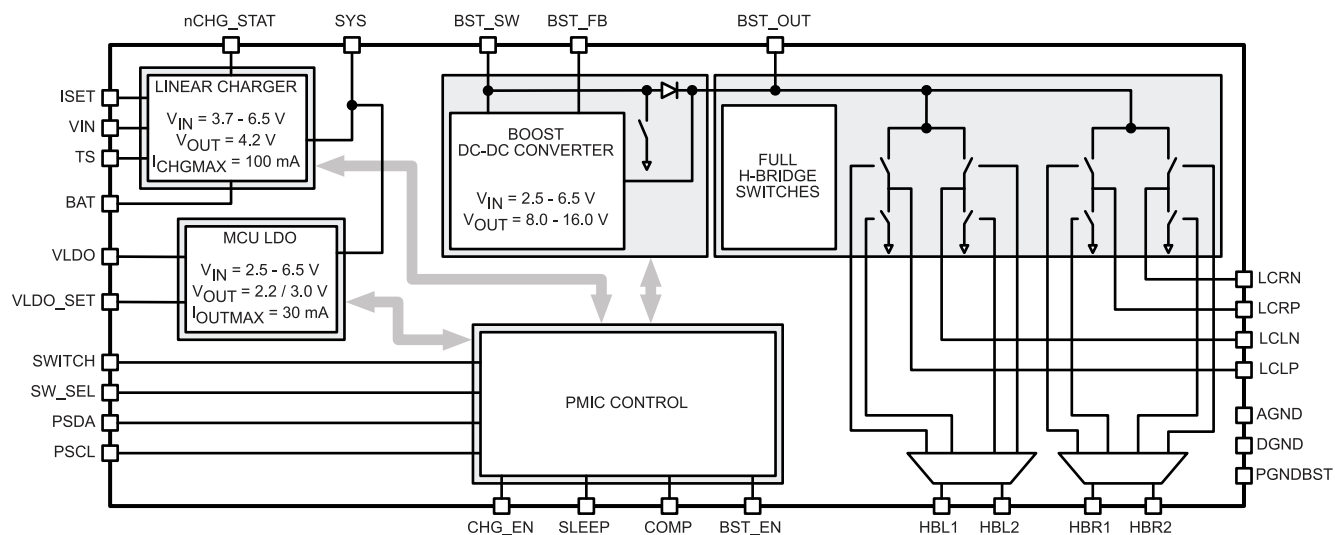 nCHG_STAT
SYS
BST_SW
BST_FB
BST_OUT
ISET
VIN
TS
BAT
VLDO
VLDO_SET
SWITCH
SW_SEL
PSDA
PSCL
LINEAR CHARGER
VIN = 3.7 - 6.5 V
VOUT = 4.2 V
ICHGMAX = 100 mA
MCU LDO
VIN = 2.5 - 6.5 V
VOUT = 2.2 / 3.0 V
IOUTMAX = 30 mA
BOOST
DC-DC CONVERTER
VIN = 2.5 - 6.5 V
VOUT = 8.0 - 16.0 V
FULL
H-BRIDGE
SWITCHES
PMIC CONTROL
LCRN
LCRP
LCLN
LCLP
AGND
DGND
PGNDBST
CHG_EN
SLEEP
COMP
BST_EN
HBL1
HBL2
HBR1
HBR2